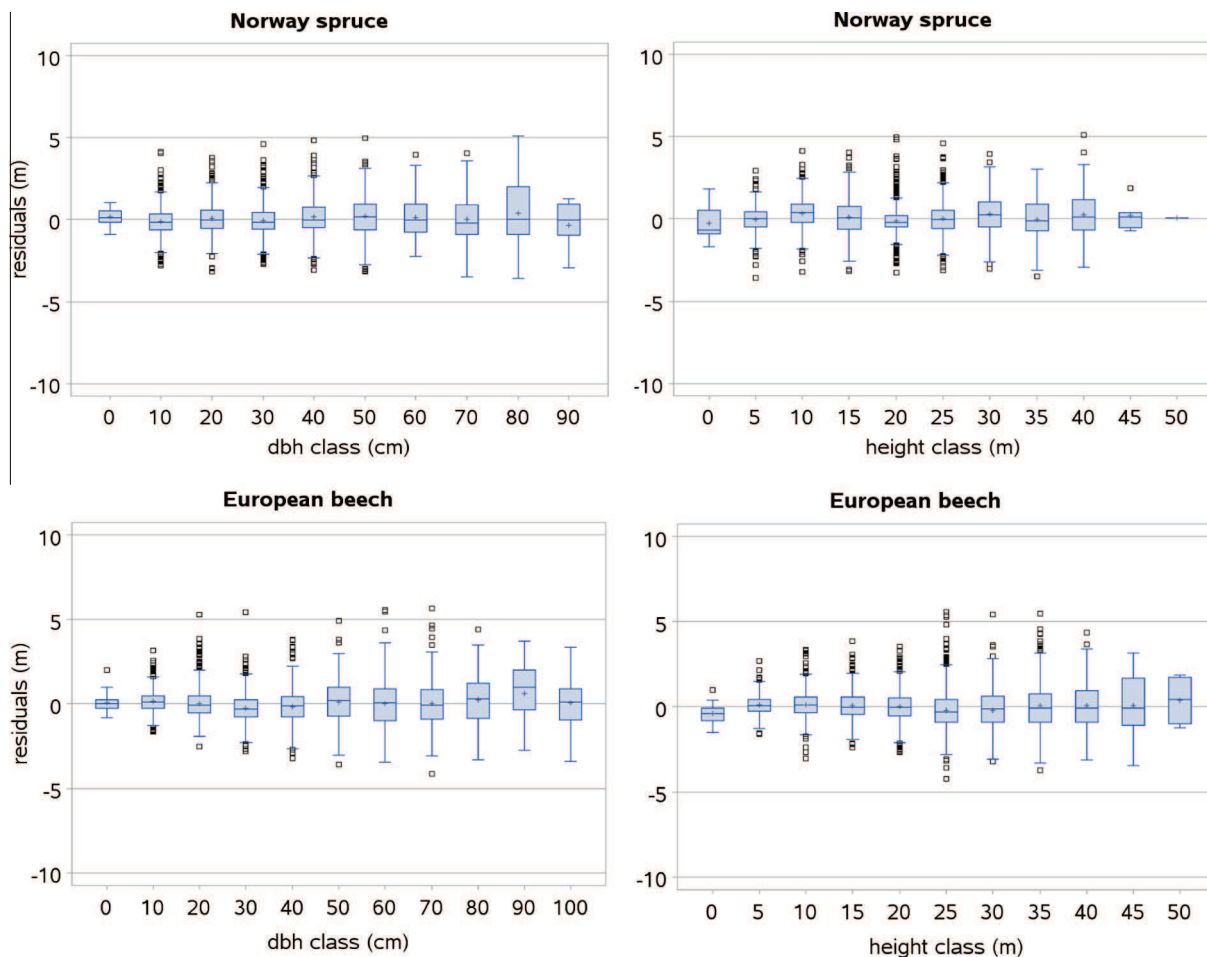 Norway spruce
10
5
0
-5
-10
residuals (m)
0 10 20 30 40 50 60 70 80 90
dbh class (cm)
Norway spruce
10
5
0
-5
-10
0 5 10 15 20 25 30 35 40 45 50
height class (m)
European beech
10
5
0
-5
-10
residuals (m)
0 10 20 30 40 50 60 70 80 90 100
dbh class (cm)
European beech
10
5
0
-5
-10
0 5 10 15 20 25 30 35 40 45 50
height class (m)